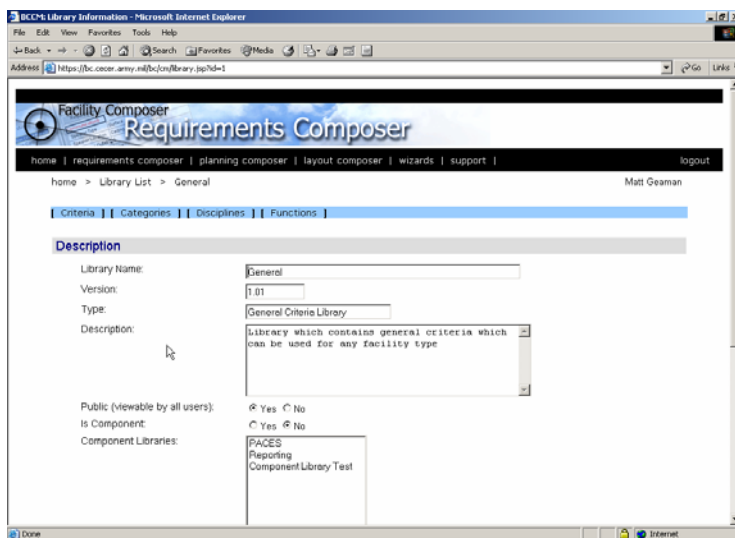 BCCM: Library Information - Microsoft Internet Explorer
File Edit View Favorites Tools Help
Back Search Favorites Media
Address https://bc.cecer.army.mil/bc/cm/library.jsp?id=1 Go Links
Facility Composer
Requirements Composer
home | requirements composer | planning composer | layout composer | wizards | support | logout
home > Library List > General Matt Geaman
[ Criteria ] [ Categories ] [ Disciplines ] [ Functions ]
Description
Library Name: General
Version: 1.01
Type: General Criteria Library
Description: Library which contains general criteria which
can be used for any facility type
Public (viewable by all users): Yes No
Is Component: Yes No
Component Libraries: PACES
Reporting
Component Library Test
Done Internet